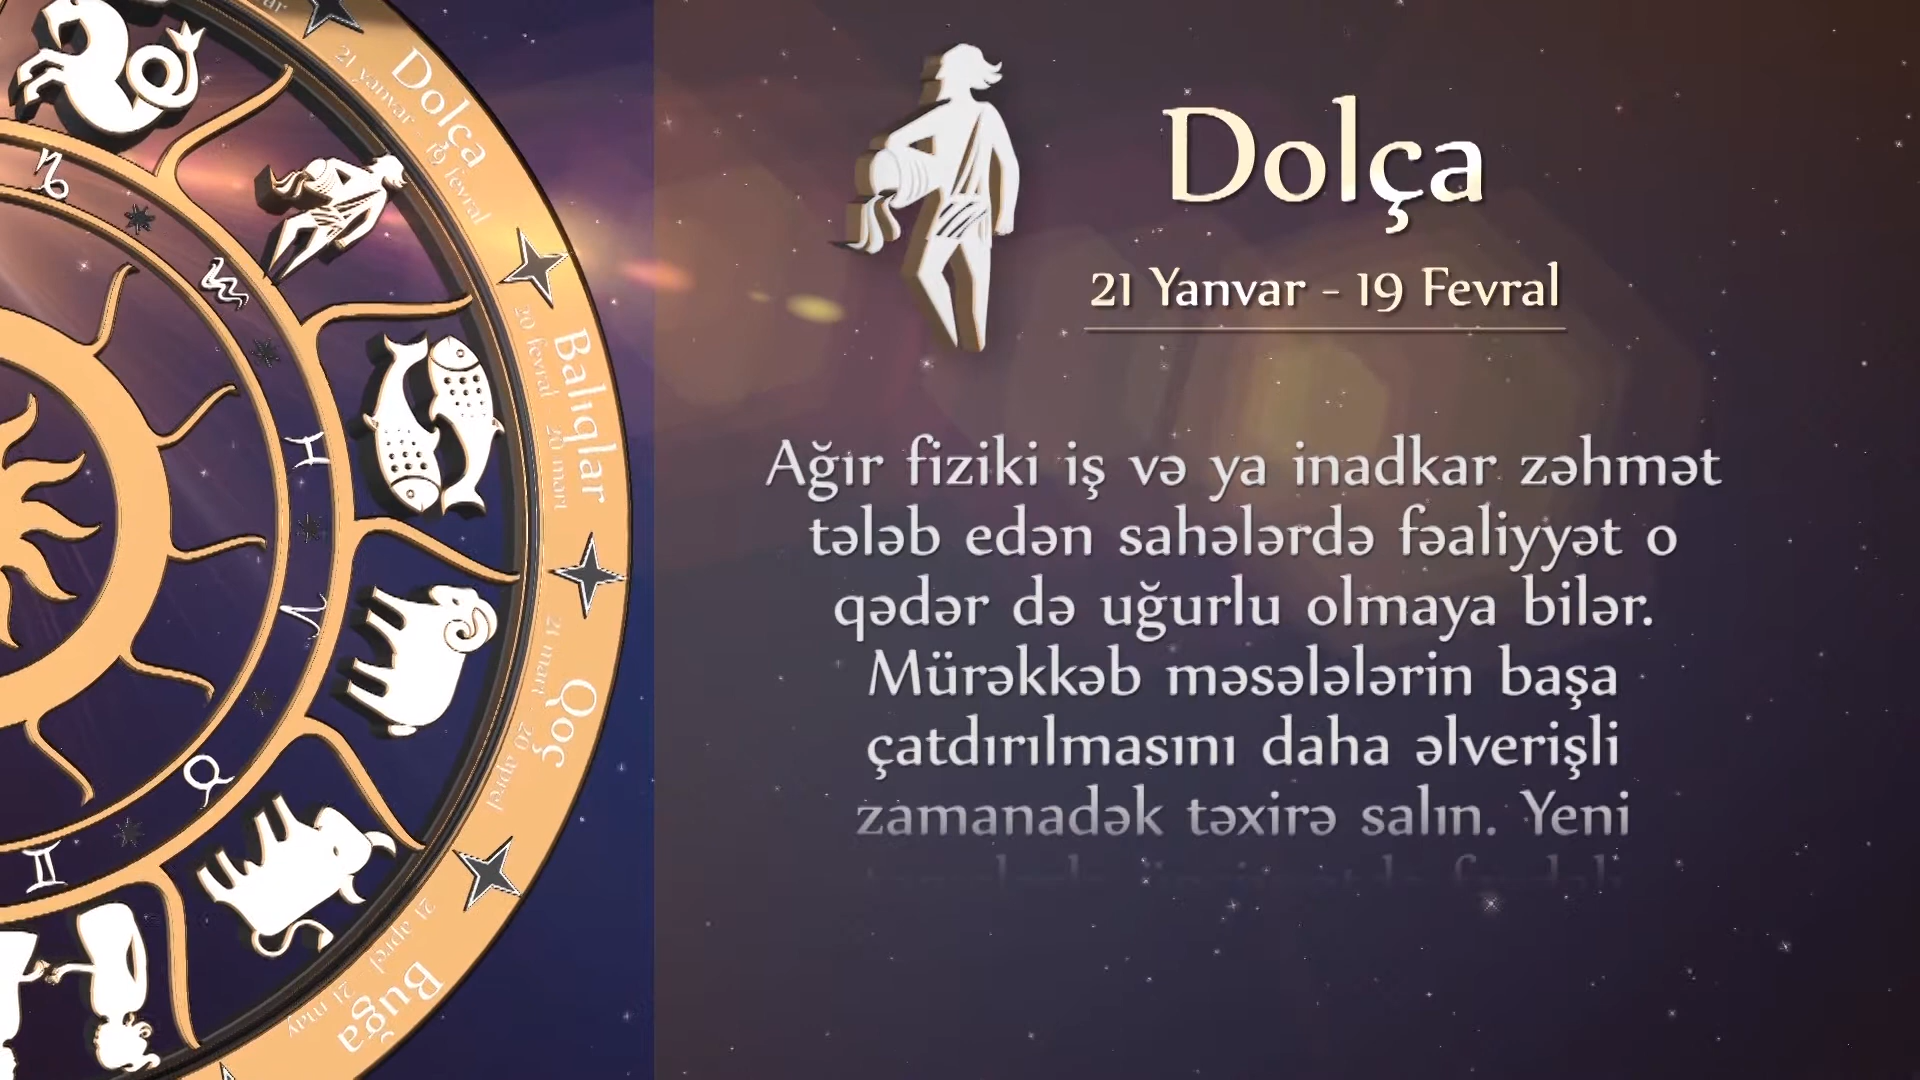 Dolça
21 yanvar - 19 fevral
Balıqlar
20 fevral - 20 mart
Qoç
21 mart - 20 aprel
Buğa
21 aprel - 21 may
Dolça
21 Yanvar - 19 Fevral
Ağır fiziki iş və ya inadkar zəhmət
tələb edən sahələrdə fəaliyyət o
qədər də uğurlu olmaya bilər.
Mürəkkəb məsələlərin başa
çatdırılmasını daha əlverişli
zamanadək təxirə salın. Yeni